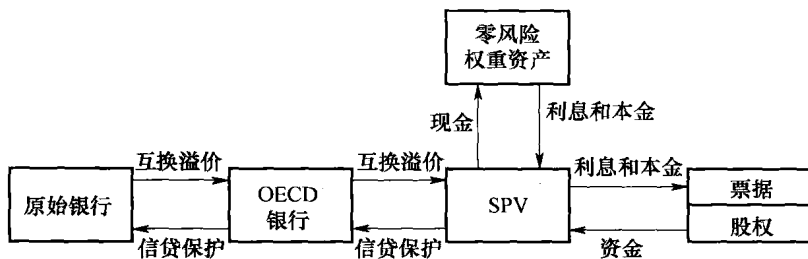 零风险
权重资产
现金
利息和本金
互换溢价
互换溢价
利息和本金
原始银行
OECD
银行
SPV
票据
股权
信贷保护
信贷保护
资金